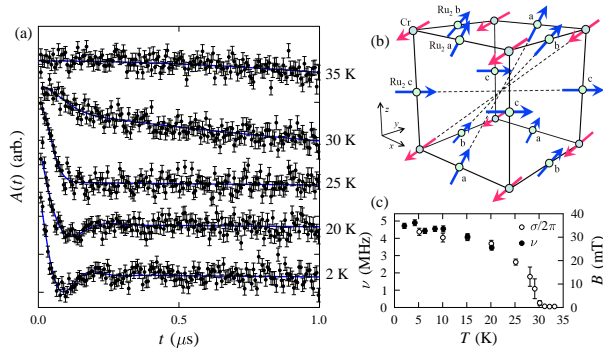 (a)
A(t) (arb.)
35 K
30 K
25 K
20 K
2 K
0.0
0.5
1.0
t (μs)
(b)
Cr
Ru2 b
Ru2 a
a
b
Ru2 c
c
c
z
y
x
b
a
a
b
(c)
5
4
3
2
1
0
ν (MHz)
σ/2π
ν
40
30
20
10
0
B (mT)
0
5
10
15
20
25
30
35
T (K)